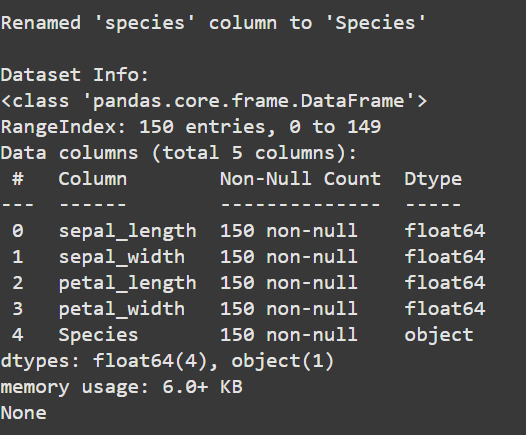 Renamed 'species' column to 'Species'

Dataset Info:
<class 'pandas.core.frame.DataFrame'>
RangeIndex: 150 entries, 0 to 149
Data columns (total 5 columns):
 #   Column        Non-Null Count  Dtype
---  ------        --------------  -----
 0   sepal_length  150 non-null    float64
 1   sepal_width   150 non-null    float64
 2   petal_length  150 non-null    float64
 3   petal_width   150 non-null    float64
 4   Species       150 non-null    object
dtypes: float64(4), object(1)
memory usage: 6.0+ KB
None